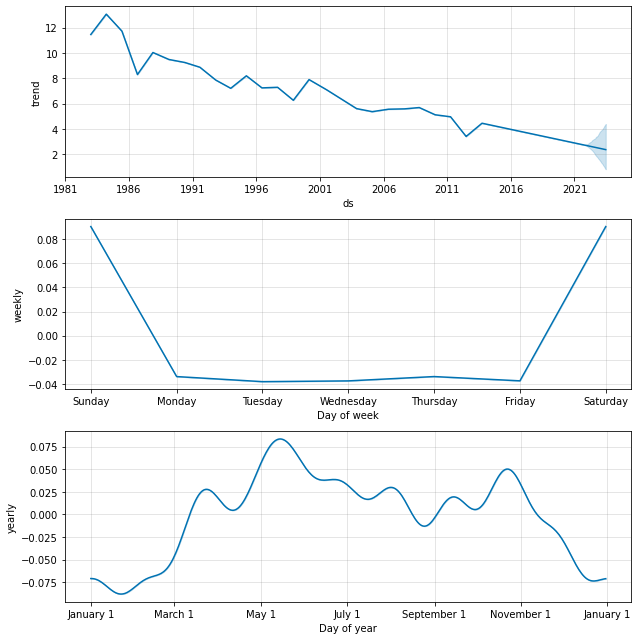 12
10
8
6
4
2
trend
1981 1986 1991 1996 2001 2006 2011 2016 2021
ds
0.08
0.06
0.04
0.02
0.00
−0.02
−0.04
weekly
Sunday Monday Tuesday Wednesday Thursday Friday Saturday
Day of week
0.075
0.050
0.025
0.000
−0.025
−0.050
−0.075
yearly
January 1 March 1 May 1 July 1 September 1 November 1 January 1
Day of year